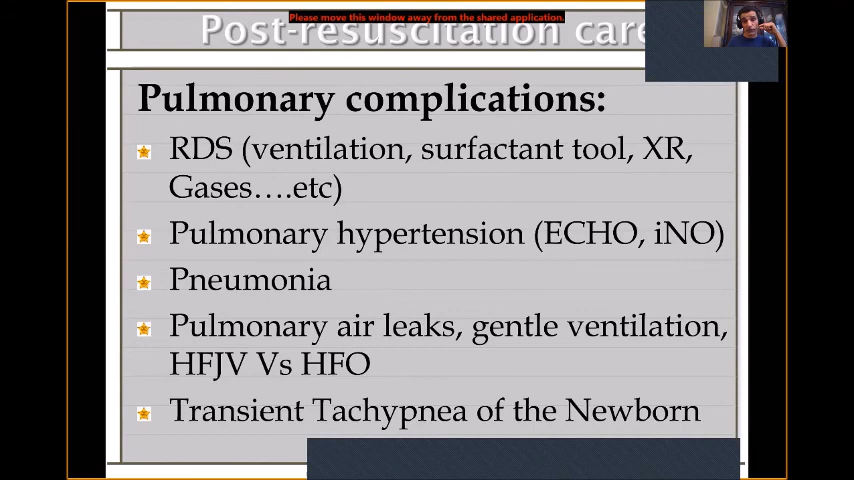 Please move this window away from the shared application.
Post-resuscitation care
Pulmonary complications:
RDS (ventilation, surfactant tool, XR,
Gases….etc)
Pulmonary hypertension (ECHO, iNO)
Pneumonia
Pulmonary air leaks, gentle ventilation,
HFJV Vs HFO
Transient Tachypnea of the Newborn